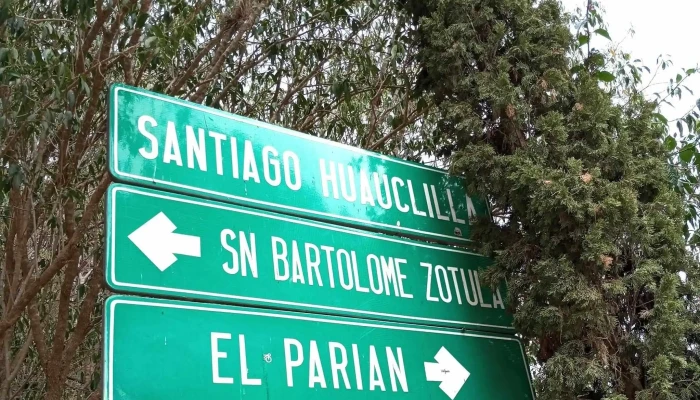 SANTIAGO HUAUCLILLA
SN BARTOLOME ZOTULA
EL PARIAN